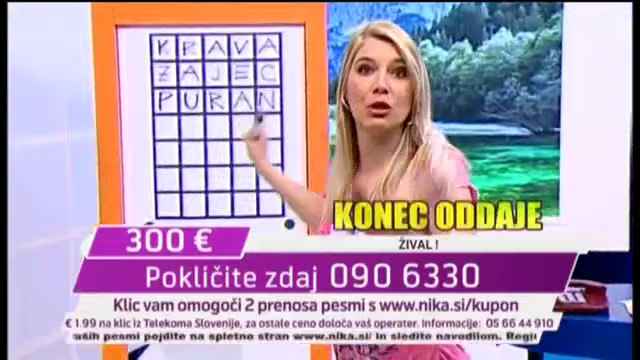 KRAVA
ZAJEC
PURAN
KONEC ODDAJE
300 €
ŽIVAL !
Pokličite zdaj 090 6330
Klic vam omogoči 2 prenosa pesmi s www.nika.si/kupon
€ 1.99 na klic iz Telekoma Slovenije, za ostale ceno določa vaš operater. Informacije: 05 66 44 910
pesmi pojdite na spletno stran www.nika.si/ in sledite navodilom.